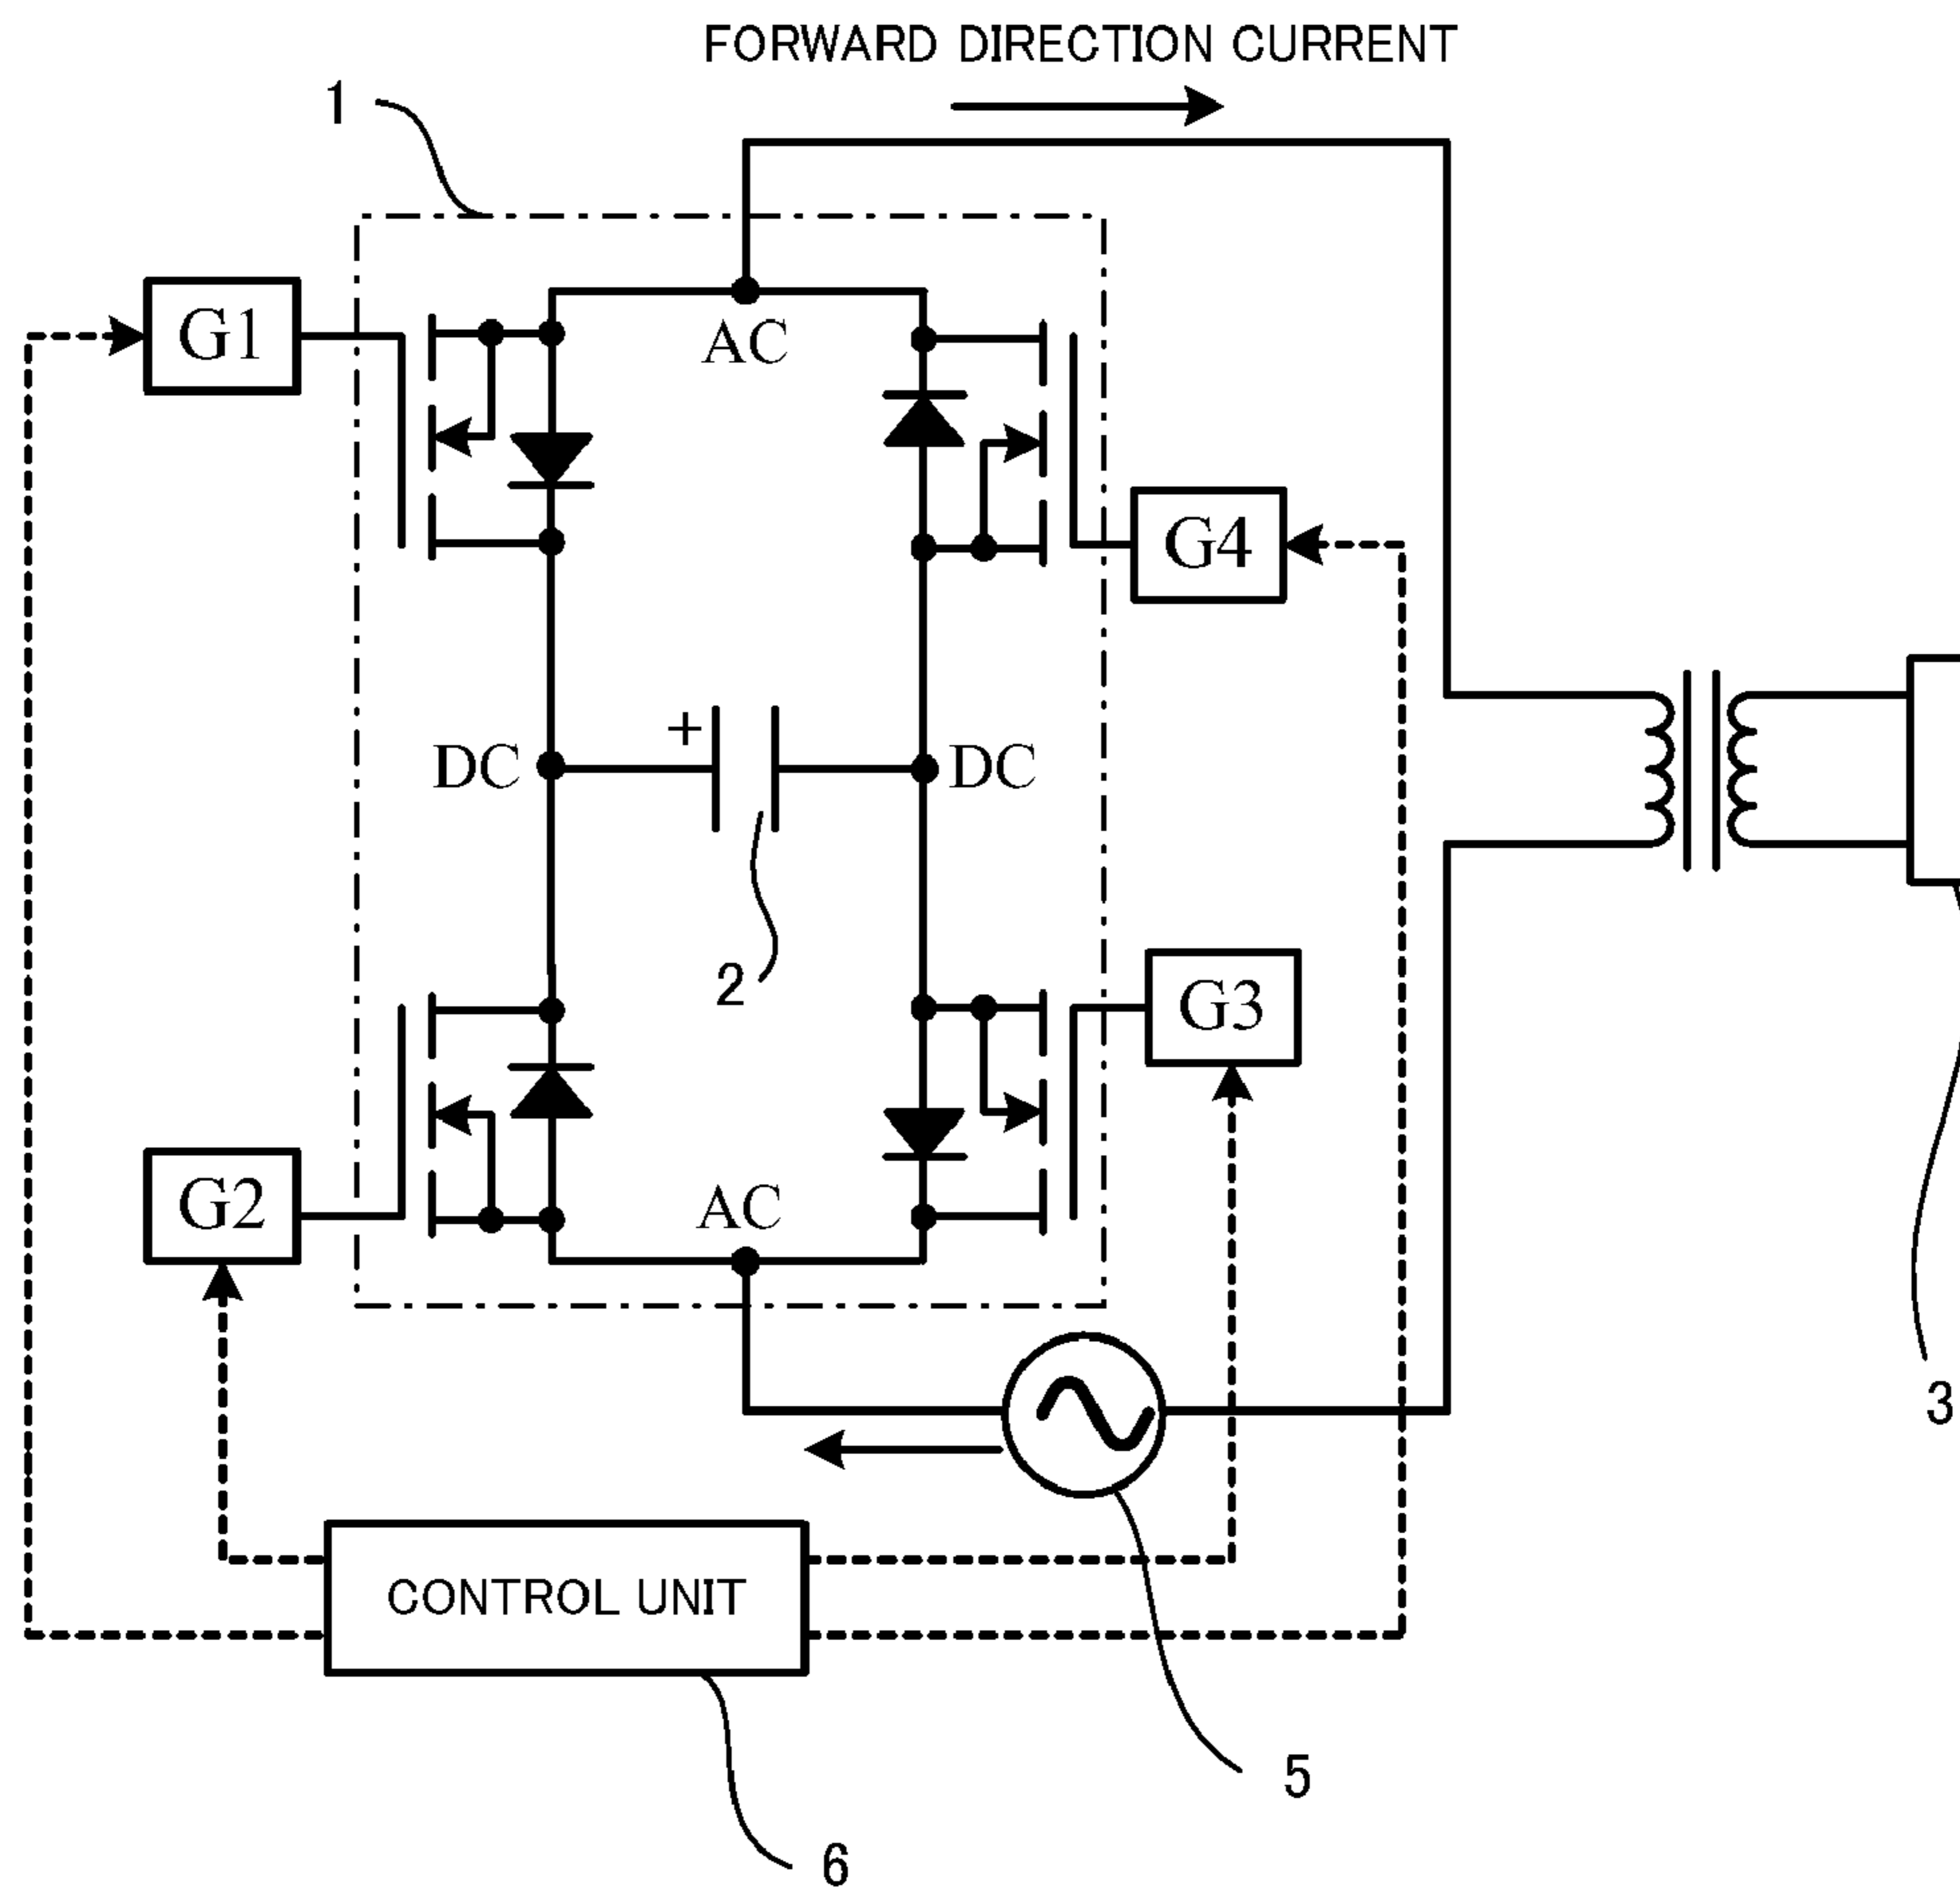 FORWARD DIRECTION CURRENT
1
G1
AC
G4
+
DC
DC
2
G3
G2
AC
3
CONTROL UNIT
5
6